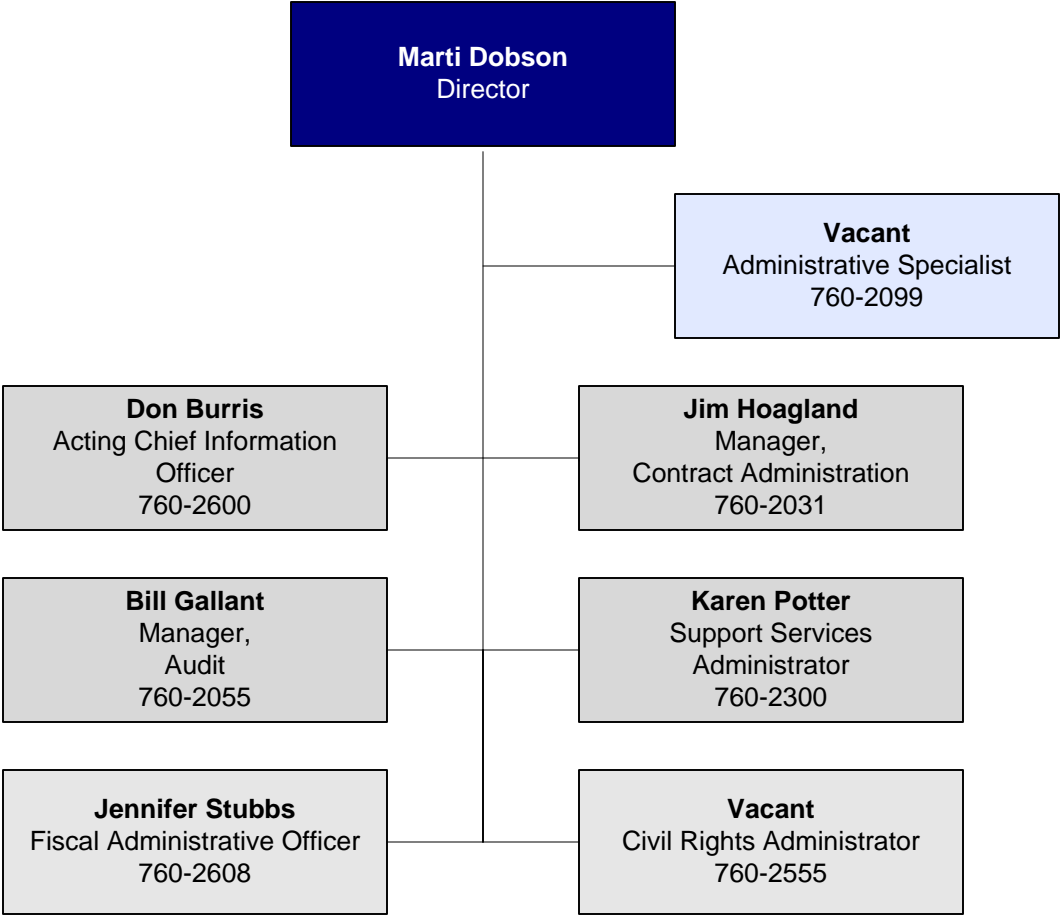 Marti Dobson
Director
Vacant
Administrative Specialist
760-2099
Don Burris
Acting Chief Information
Officer
760-2600
Jim Hoagland
Manager,
Contract Administration
760-2031
Bill Gallant
Manager,
Audit
760-2055
Karen Potter
Support Services
Administrator
760-2300
Jennifer Stubbs
Fiscal Administrative Officer
760-2608
Vacant
Civil Rights Administrator
760-2555